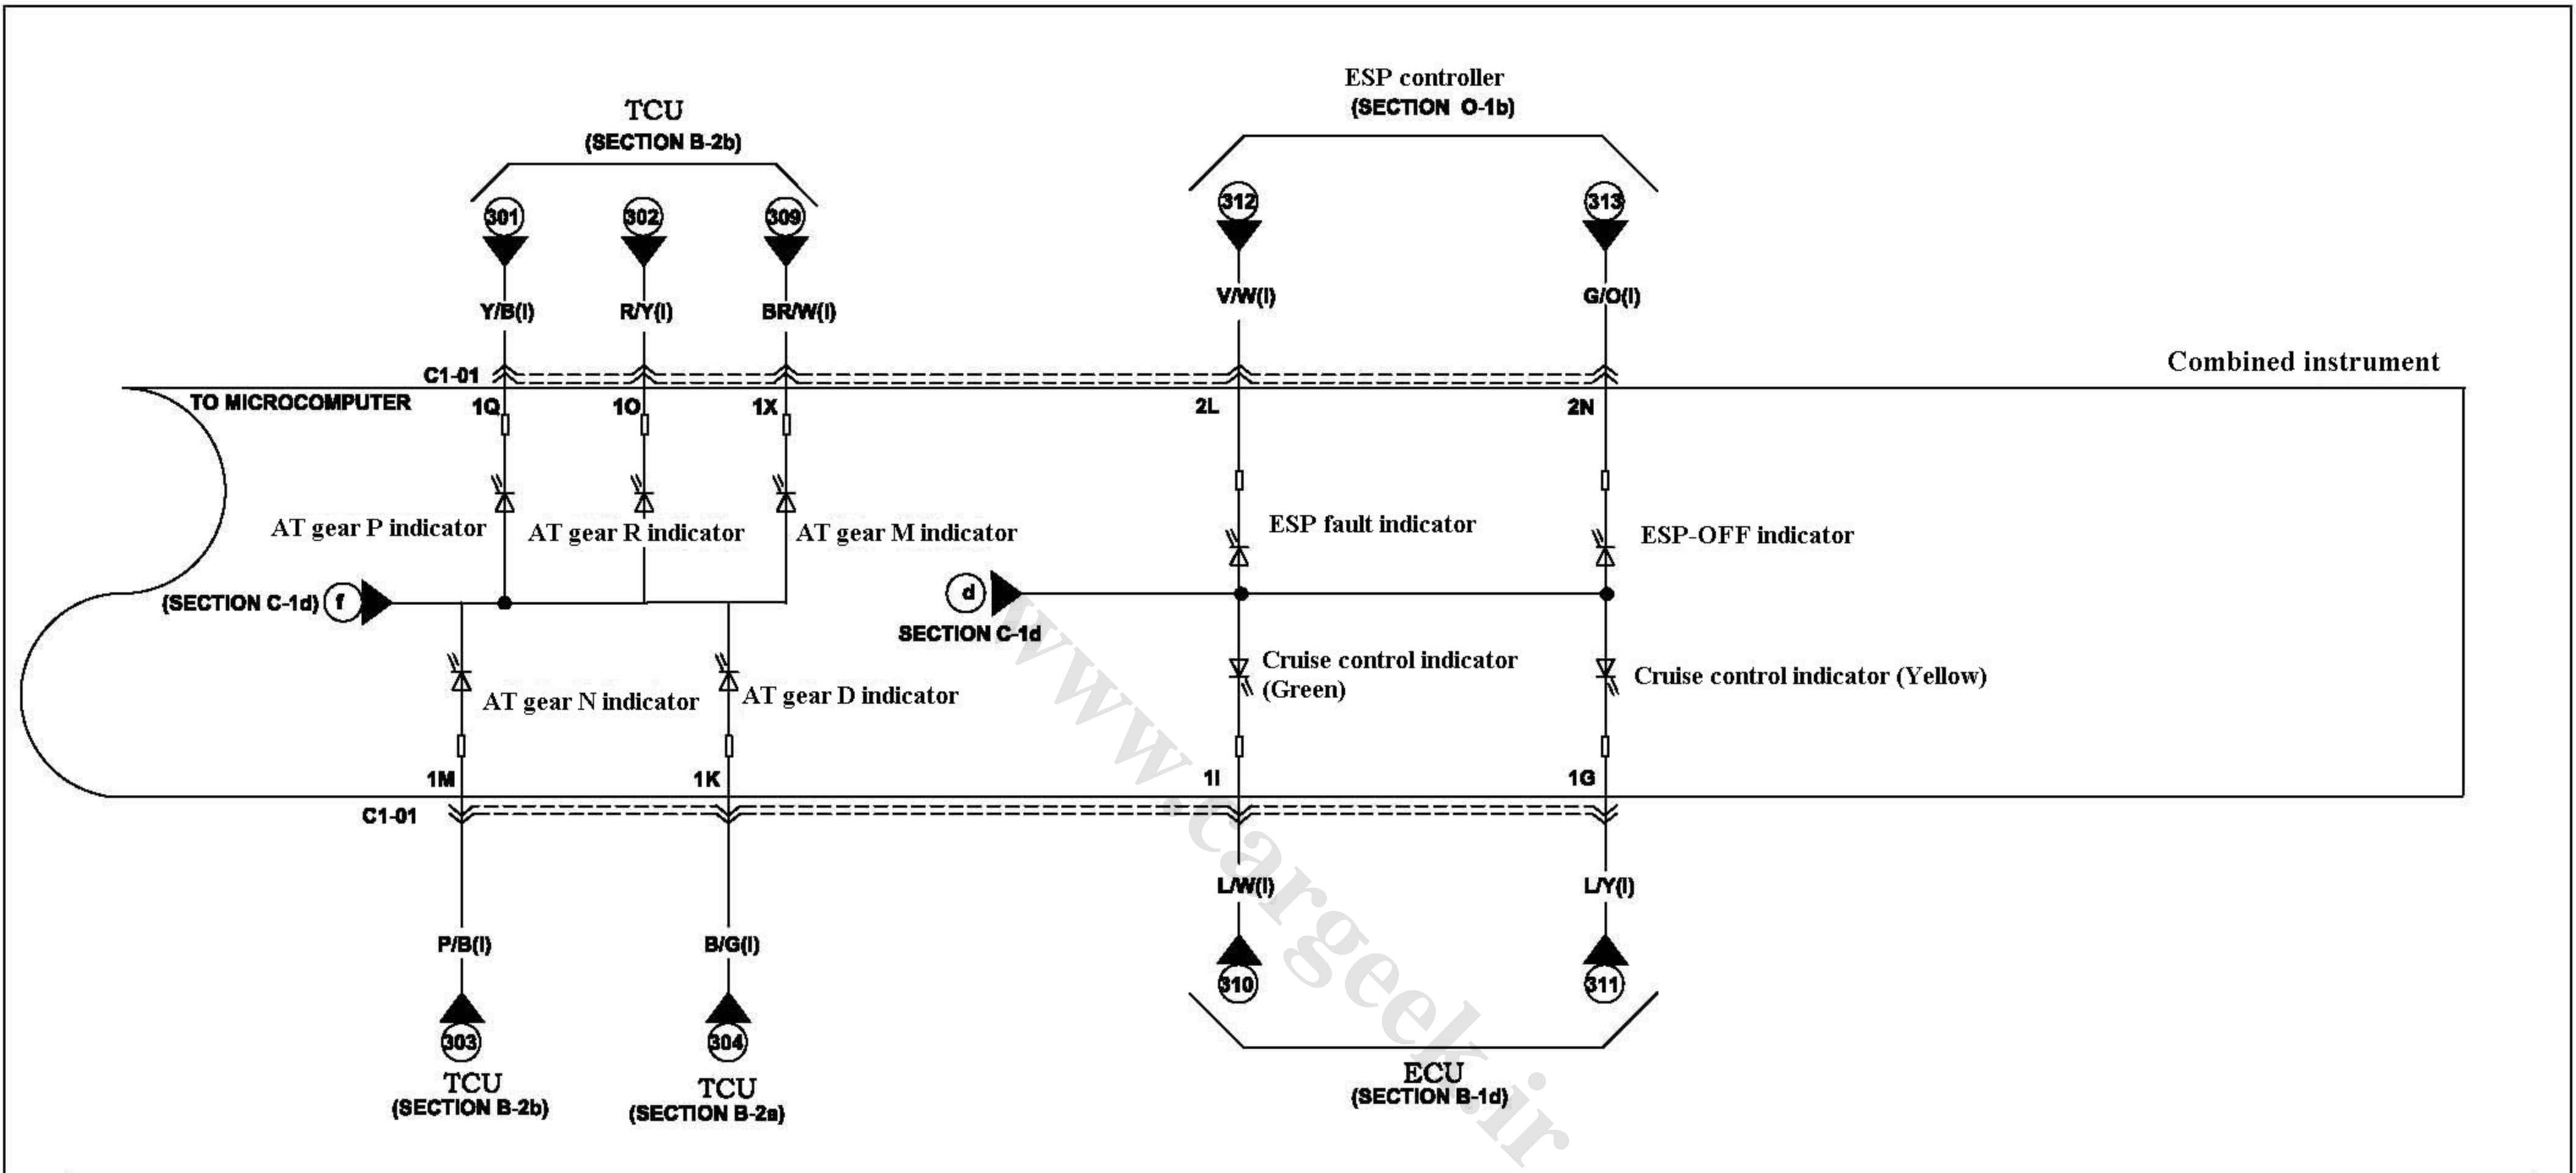 ESP controller
(SECTION O-1b)
TCU
(SECTION B-2b)
301
302
309
312
313
Y/B(I)
R/Y(I)
BR/W(I)
V/W(I)
G/O(I)
Combined instrument
C1-01
TO MICROCOMPUTER
1Q
1O
1X
2L
2N
AT gear P indicator
AT gear R indicator
AT gear M indicator
ESP fault indicator
ESP-OFF indicator
(SECTION C-1d)
f
d
SECTION C-1d
AT gear N indicator
AT gear D indicator
Cruise control indicator
(Green)
Cruise control indicator (Yellow)
1M
1K
1I
1G
C1-01
L/W(I)
L/Y(I)
P/B(I)
B/G(I)
310
311
303
304
TCU
(SECTION B-2b)
TCU
(SECTION B-2a)
ECU
(SECTION B-1d)
www.cargeek.ir